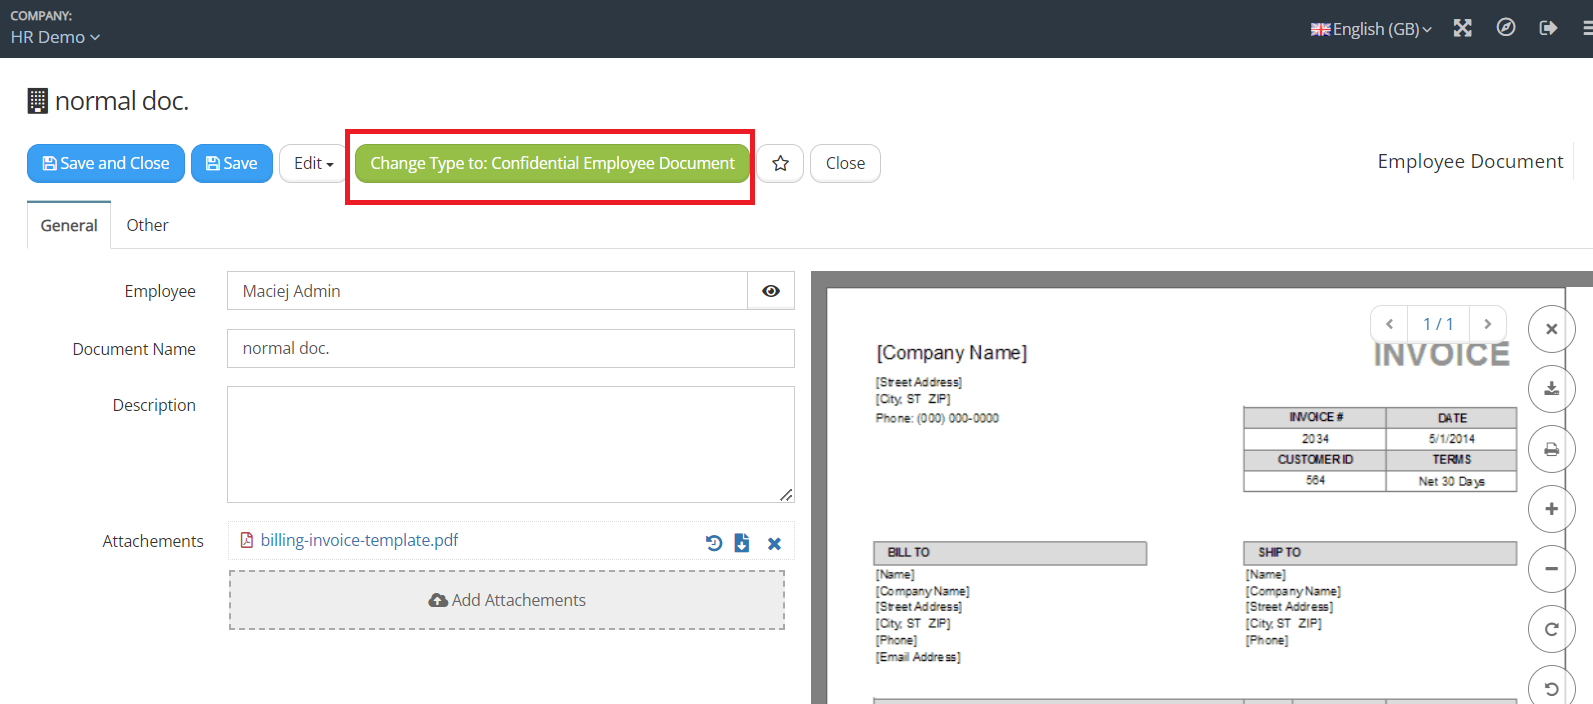 COMPANY:
HR Demo
English (GB)
normal doc.
Save and Close Save Edit Change Type to: Confidential Employee Document Close
Employee Document
General Other
Employee Maciej Admin
Document Name normal doc.
Description
Attachements billing-invoice-template.pdf
Add Attachements
1 / 1
[Company Name]
INVOICE
[Street Address]
[City, ST ZIP]
Phone: (000) 000-0000
INVOICE # DATE
2034 5/1/2014
CUSTOMER ID TERMS
564 Net 30 Days
BILL TO
[Name]
[Company Name]
[Street Address]
[City, ST ZIP]
[Phone]
[Email Address]
SHIP TO
[Name]
[Company Name]
[Street Address]
[City, ST ZIP]
[Phone]